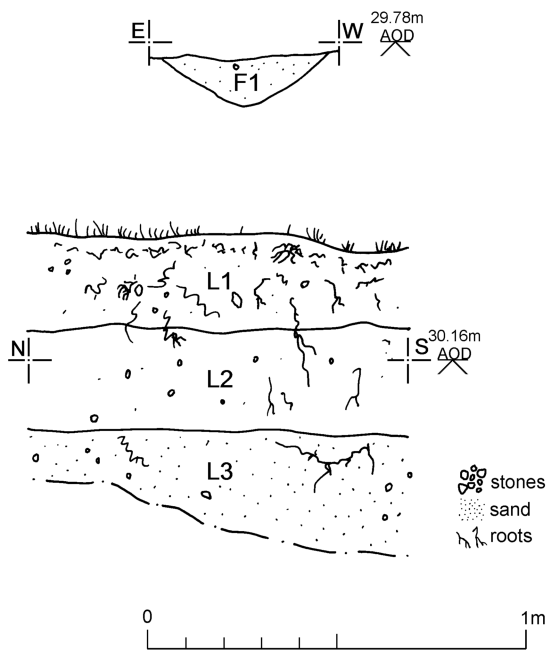 E W 29.78m
AOD
F1
L1
N S 30.16m
AOD
L2
L3
stones
sand
roots
0 1m